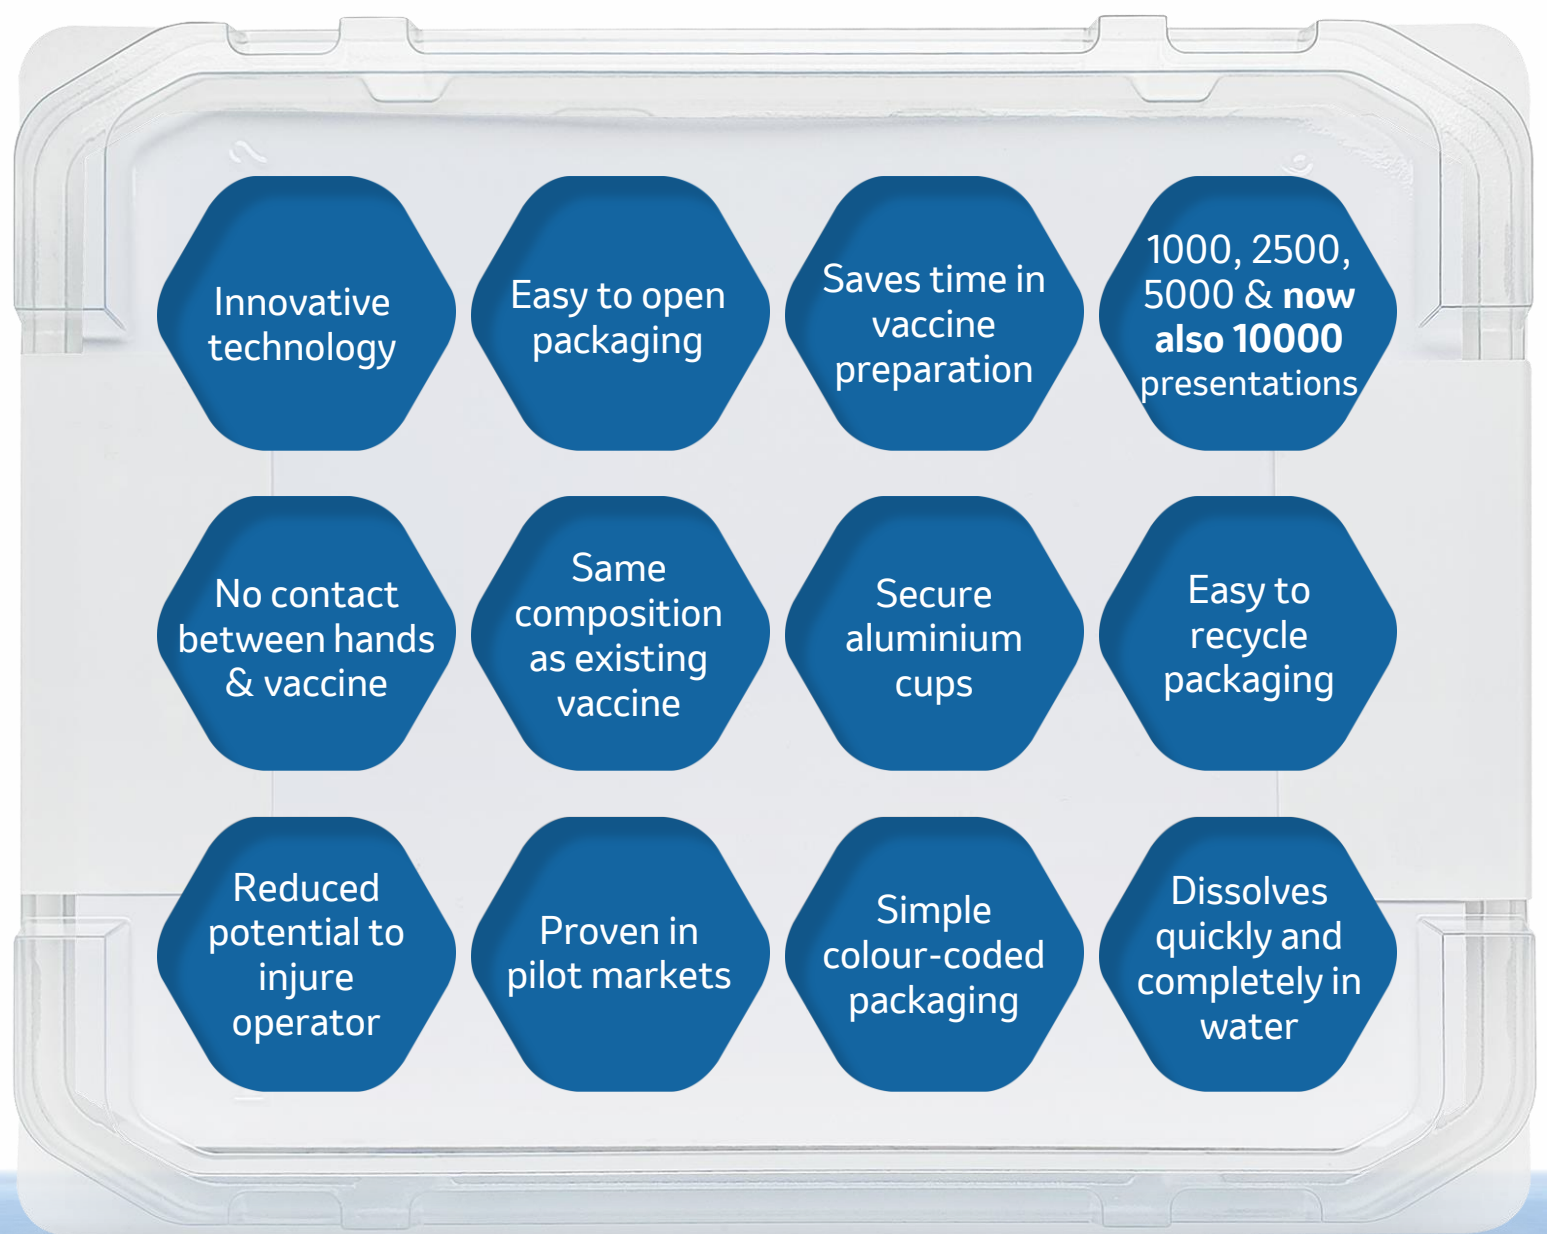 Innovative
technology
Easy to open
packaging
Saves time in
vaccine
preparation
1000, 2500,
5000 & now
also 10000
presentations
No contact
between hands
& vaccine
Same
composition
as existing
vaccine
Secure
aluminium
cups
Easy to
recycle
packaging
Reduced
potential to
injure
operator
Proven in
pilot markets
Simple
colour-coded
packaging
Dissolves
quickly and
completely in
water